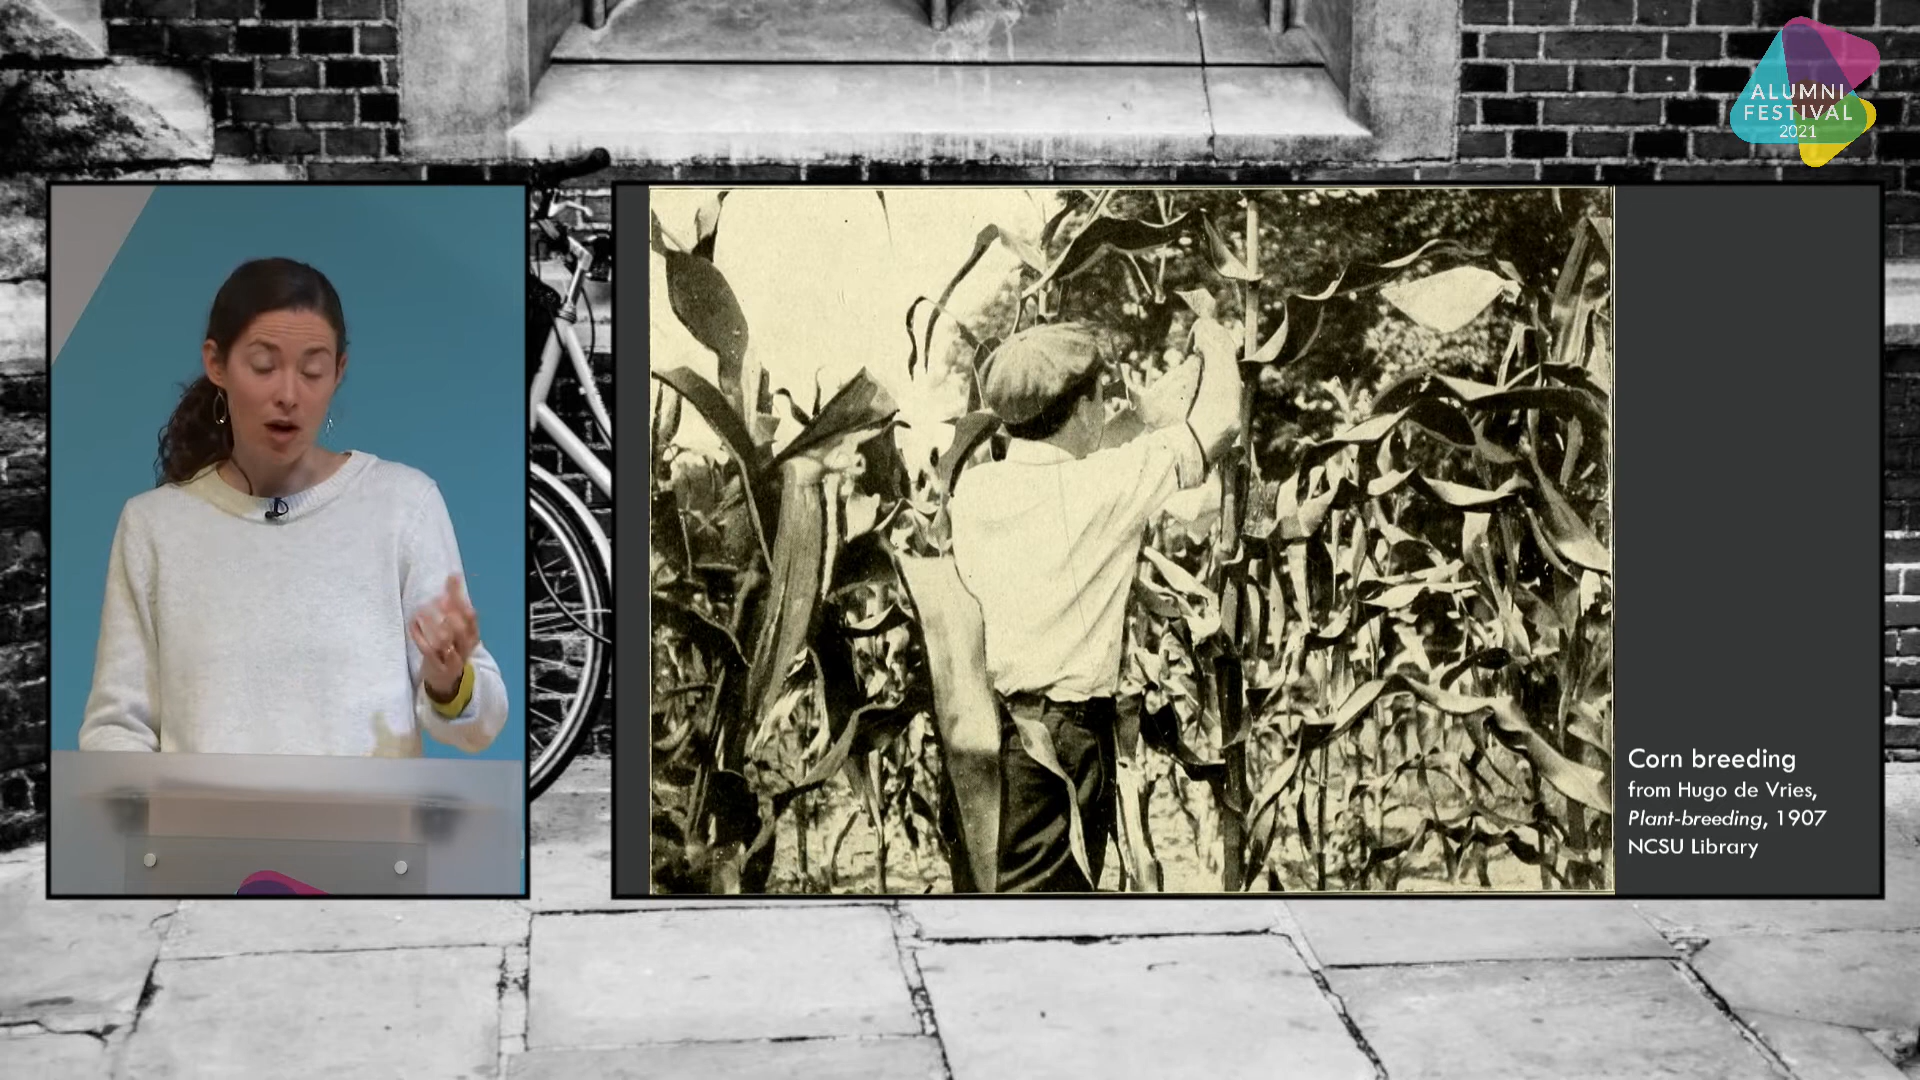 ALUMNI
FESTIVAL
2021
Corn breeding
from Hugo de Vries,
Plant-breeding, 1907
NCSU Library